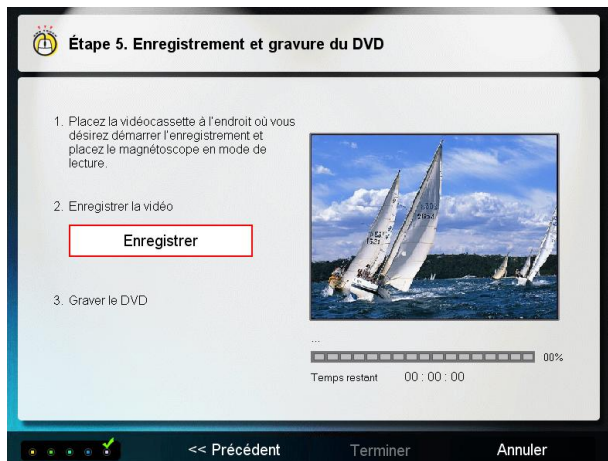 Étape 5. Enregistrement et gravure du DVD
1. Placez la vidéocassette à l'endroit où vous
désirez démarrer l'enregistrement et
placez le magnétoscope en mode de
lecture.
2. Enregistrer la vidéo
Enregistrer
3. Graver le DVD
...
00%
Temps restant 00 : 00 : 00
<< Précédent Terminer Annuler